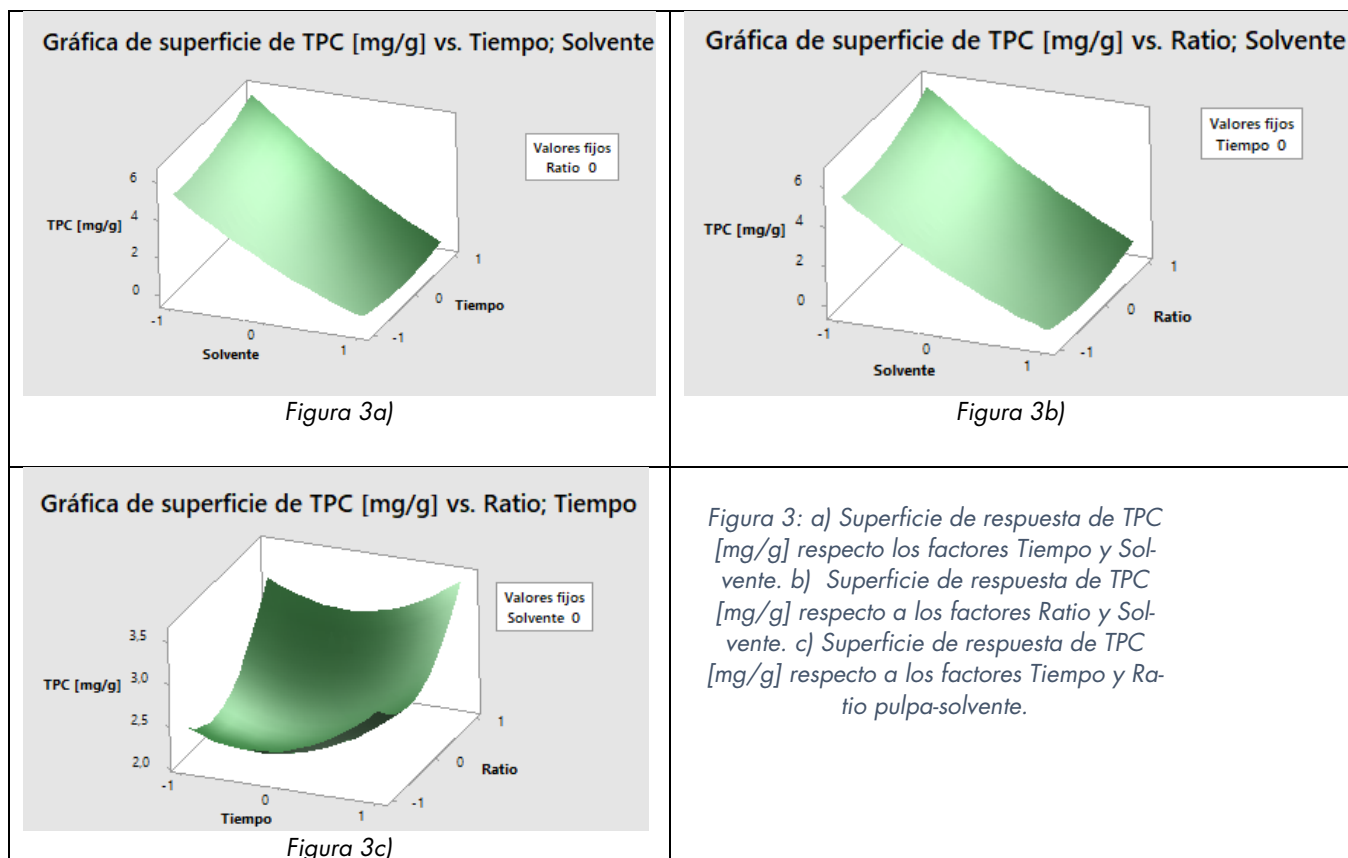 Gráfica de superficie de TPC [mg/g] vs. Tiempo; Solvente
Valores fijos
Ratio 0
6
4
2
0
TPC [mg/g]
-1
0
1
Solvente
-1
0
1
Tiempo
Figura 3a)
Gráfica de superficie de TPC [mg/g] vs. Ratio; Solvente
Valores fijos
Tiempo 0
6
4
2
0
TPC [mg/g]
-1
0
1
Solvente
-1
0
1
Ratio
Figura 3b)
Gráfica de superficie de TPC [mg/g] vs. Ratio; Tiempo
Valores fijos
Solvente 0
3,5
3,0
2,5
2,0
TPC [mg/g]
-1
0
1
Tiempo
-1
0
1
Ratio
Figura 3c)
Figura 3: a) Superficie de respuesta de TPC
[mg/g] respecto los factores Tiempo y Sol-
vente. b) Superficie de respuesta de TPC
[mg/g] respecto a los factores Ratio y Sol-
vente. c) Superficie de respuesta de TPC
[mg/g] respecto a los factores Tiempo y Ra-
tio pulpa-solvente.